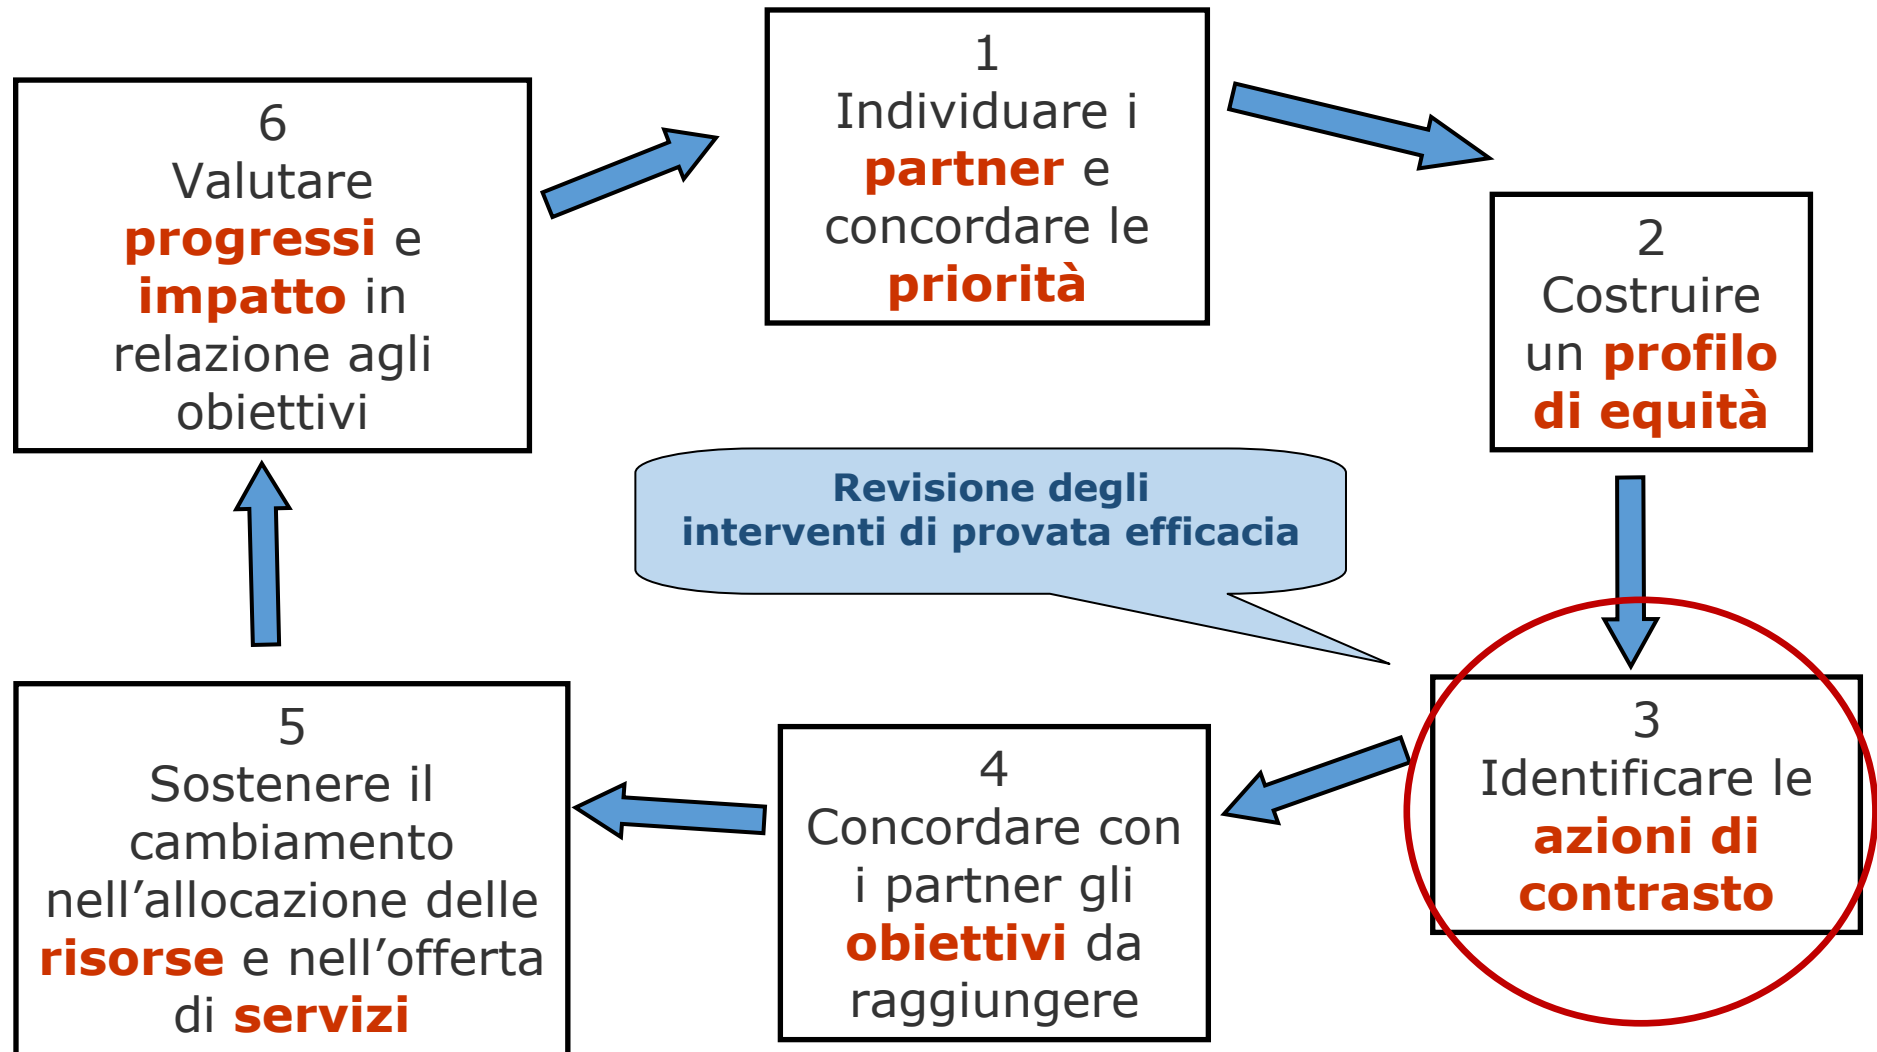 1
Individuare i
partner e
concordare le
priorità
2
Costruire
un profilo
di equità
3
Identificare le
azioni di
contrasto
4
Concordare con
i partner gli
obiettivi da
raggiungere
5
Sostenere il
cambiamento
nell’allocazione delle
risorse e nell’offerta
di servizi
6
Valutare
progressi e
impatto in
relazione agli
obiettivi
Revisione degli
interventi di provata efficacia